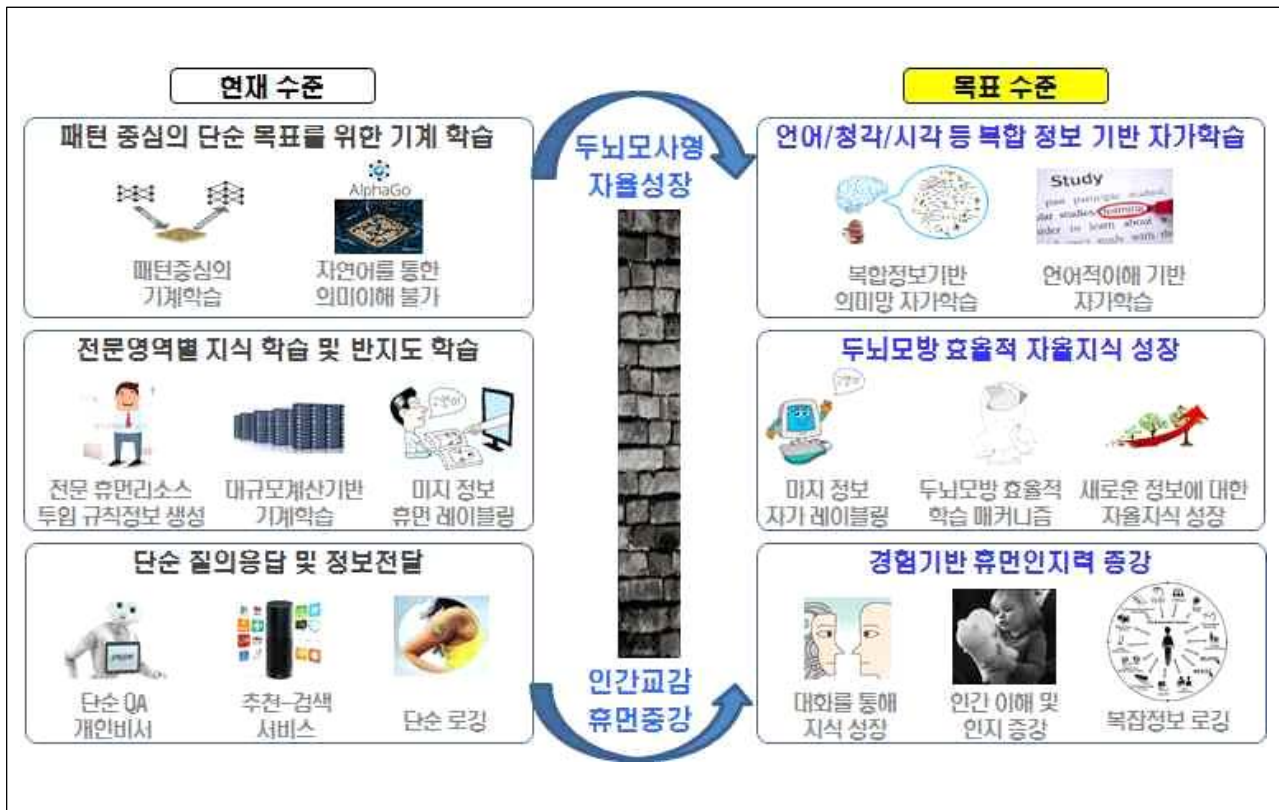 현재 수준
목표 수준
패턴 중심의 단순 목표를 위한 기계 학습
AlphaGo
패턴중심의
기계학습
자연어를 통한
의미이해 불가
두뇌모사형
자율성장
언어/청각/시각 등 복합 정보 기반 자가학습
Study
past participle studied,
studies
learning
in order to learn about
study with
복합정보기반
의미망 자가학습
언어적이해 기반
자가학습
전문영역별 지식 학습 및 반지도 학습
전문 휴먼리소스
투입 규칙정보 생성
대규모계산기반
기계학습
미지 정보
휴먼 레이블링
두뇌모방 효율적 자율지식 성장
미지 정보
자가 레이블링
두뇌모방 효율적
학습 매커니즘
새로운 정보에 대한
자율지식 성장
단순 질의응답 및 정보전달
단순 QA
개인비서
추천-검색
서비스
단순 로깅
인간교감
휴먼증강
경험기반 휴먼인지력 증강
대화를 통해
지식 성장
인간 이해 및
인지 증강
복잡정보 로깅